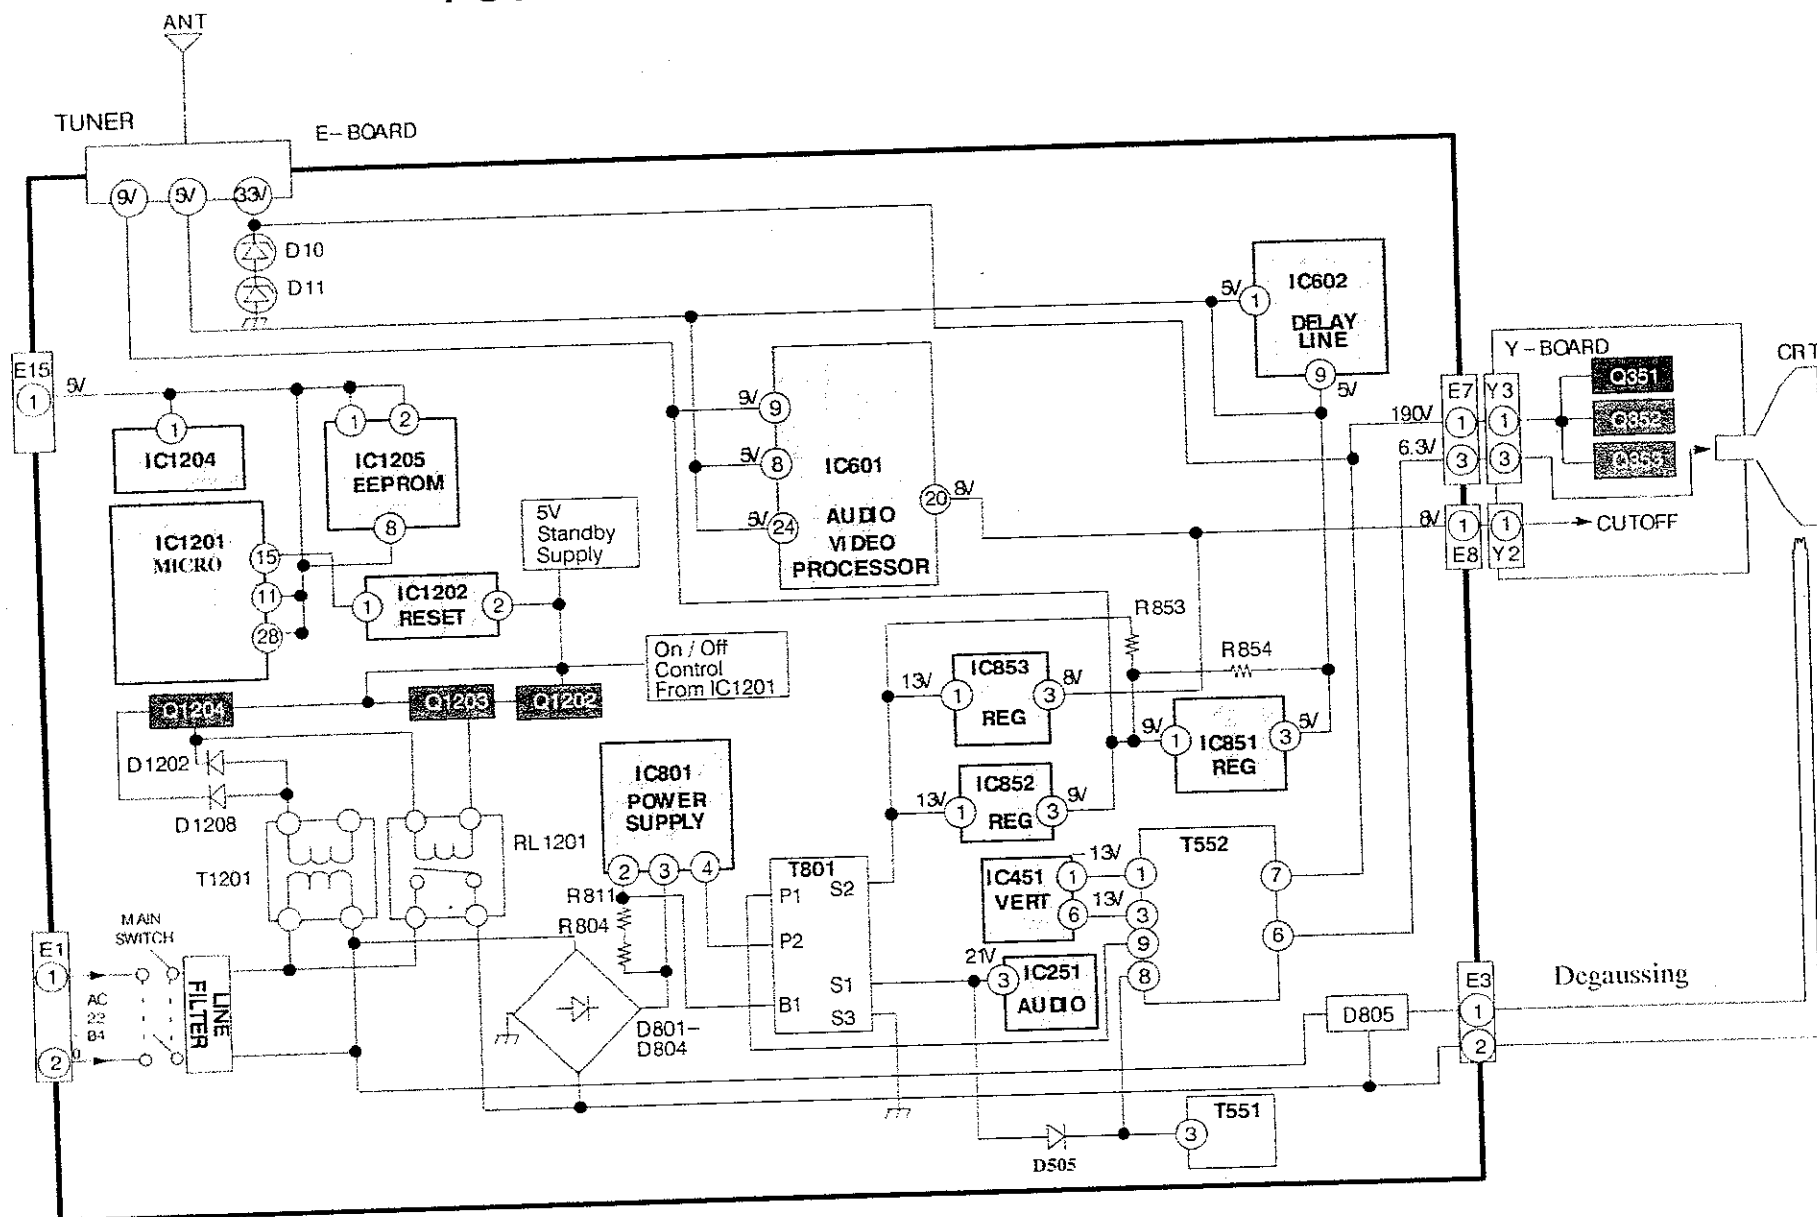 ANT
TUNER
E-BOARD
9V
5V
33V
D10
D11
E15
1
5V
1
IC1204
1
2
IC1205
EEPROM
8
IC1201
MICRO
15
11
28
1
IC1202
RESET
2
5V
Standby
Supply
On / Off
Control
From IC1201
Q1204
Q1203
Q1202
D1202
D1208
T1201
RL1201
MAIN
SWITCH
E1
1
2
AC
22
B4
0
LINE
FILTER
IC801
POWER
SUPPLY
2
3
4
R811
R804
D801-
D804
T801
P1
P2
B1
S2
S1
S3
9V
9
5V
8
5V
24
IC601
AUDIO
VIDEO
PROCESSOR
20
8V
5V
1
IC602
DELAY
LINE
9
5V
R853
R854
13V
1
IC853
REG
3
8V
9V
1
IC851
REG
3
5V
13V
1
IC852
REG
3
9V
IC451
VERT
1
6
-13V
13V
T552
1
3
9
8
7
6
21V
3
IC251
AUDIO
D505
3
T551
D805
E3
1
2
Degaussing
190V
6.3V
8V
E7
1
3
1
E8
Y3
1
3
1
Y2
Y-BOARD
Q351
Q352
Q353
CUTOFF
CRT